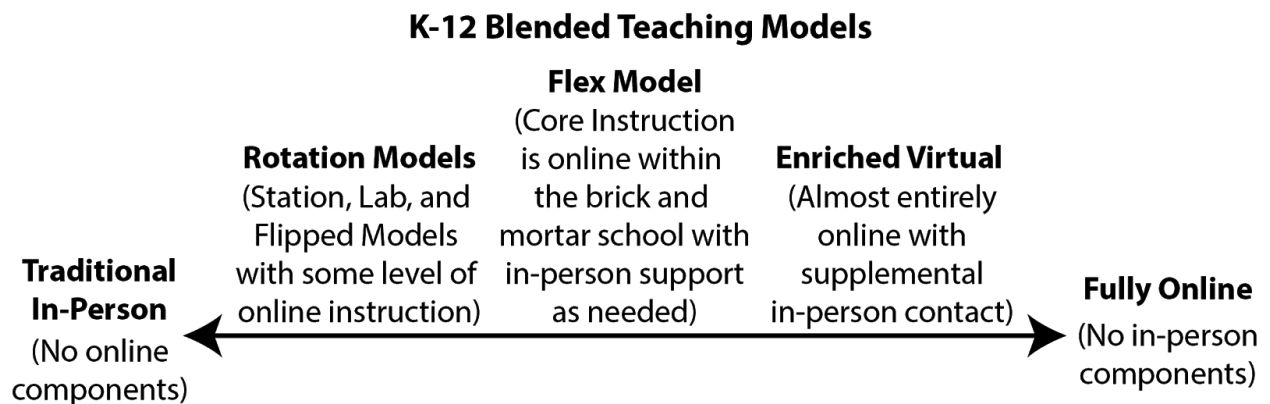 K-12 Blended Teaching Models
Traditional
In-Person
(No online
components)
Rotation Models
(Station, Lab, and
Flipped Models
with some level of
online instruction)
Flex Model
(Core Instruction
is online within
the brick and
mortar school with
in-person support
as needed)
Enriched Virtual
(Almost entirely
online with
supplemental
in-person contact)
Fully Online
(No in-person
components)